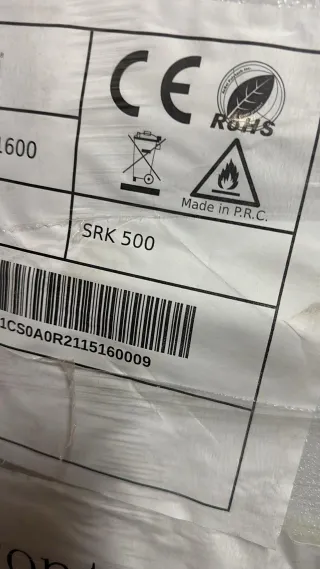 CE
RoHS
1600
Made in P.R.C.
SRK 500
1CS0A0R2115160009